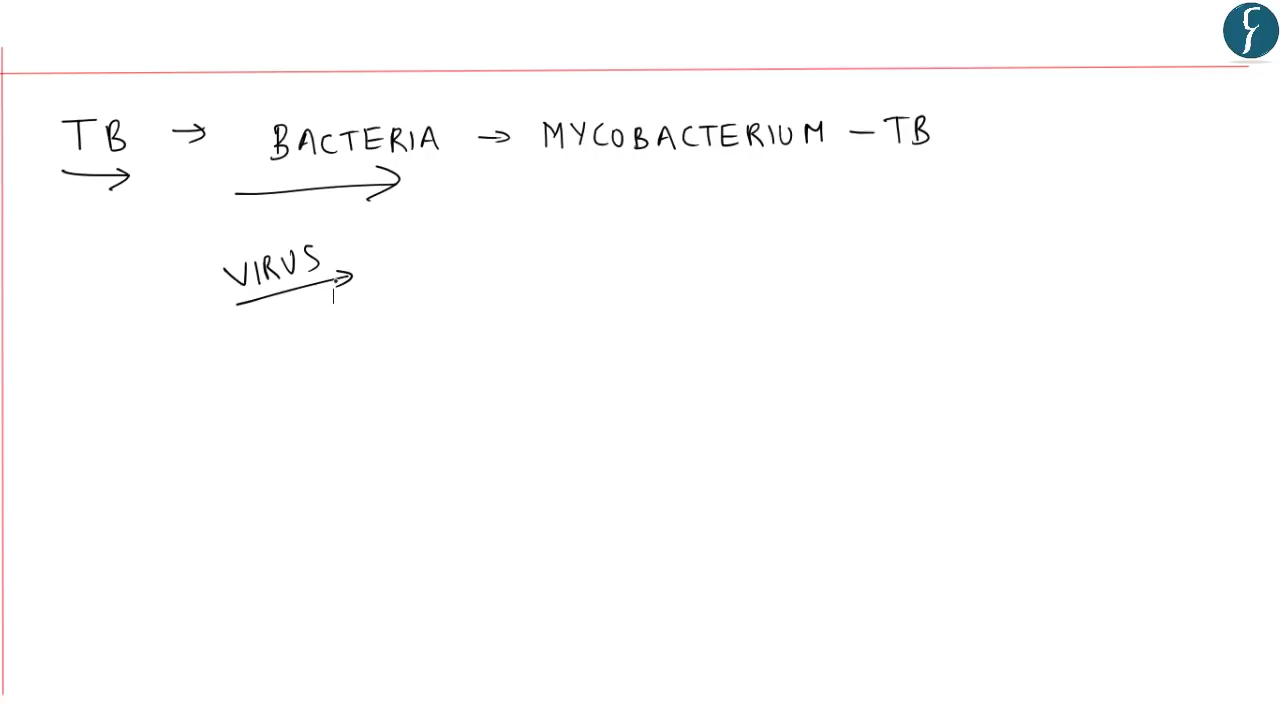 TB → BACTERIA → MYCOBACTERIUM - TB
VIRUS